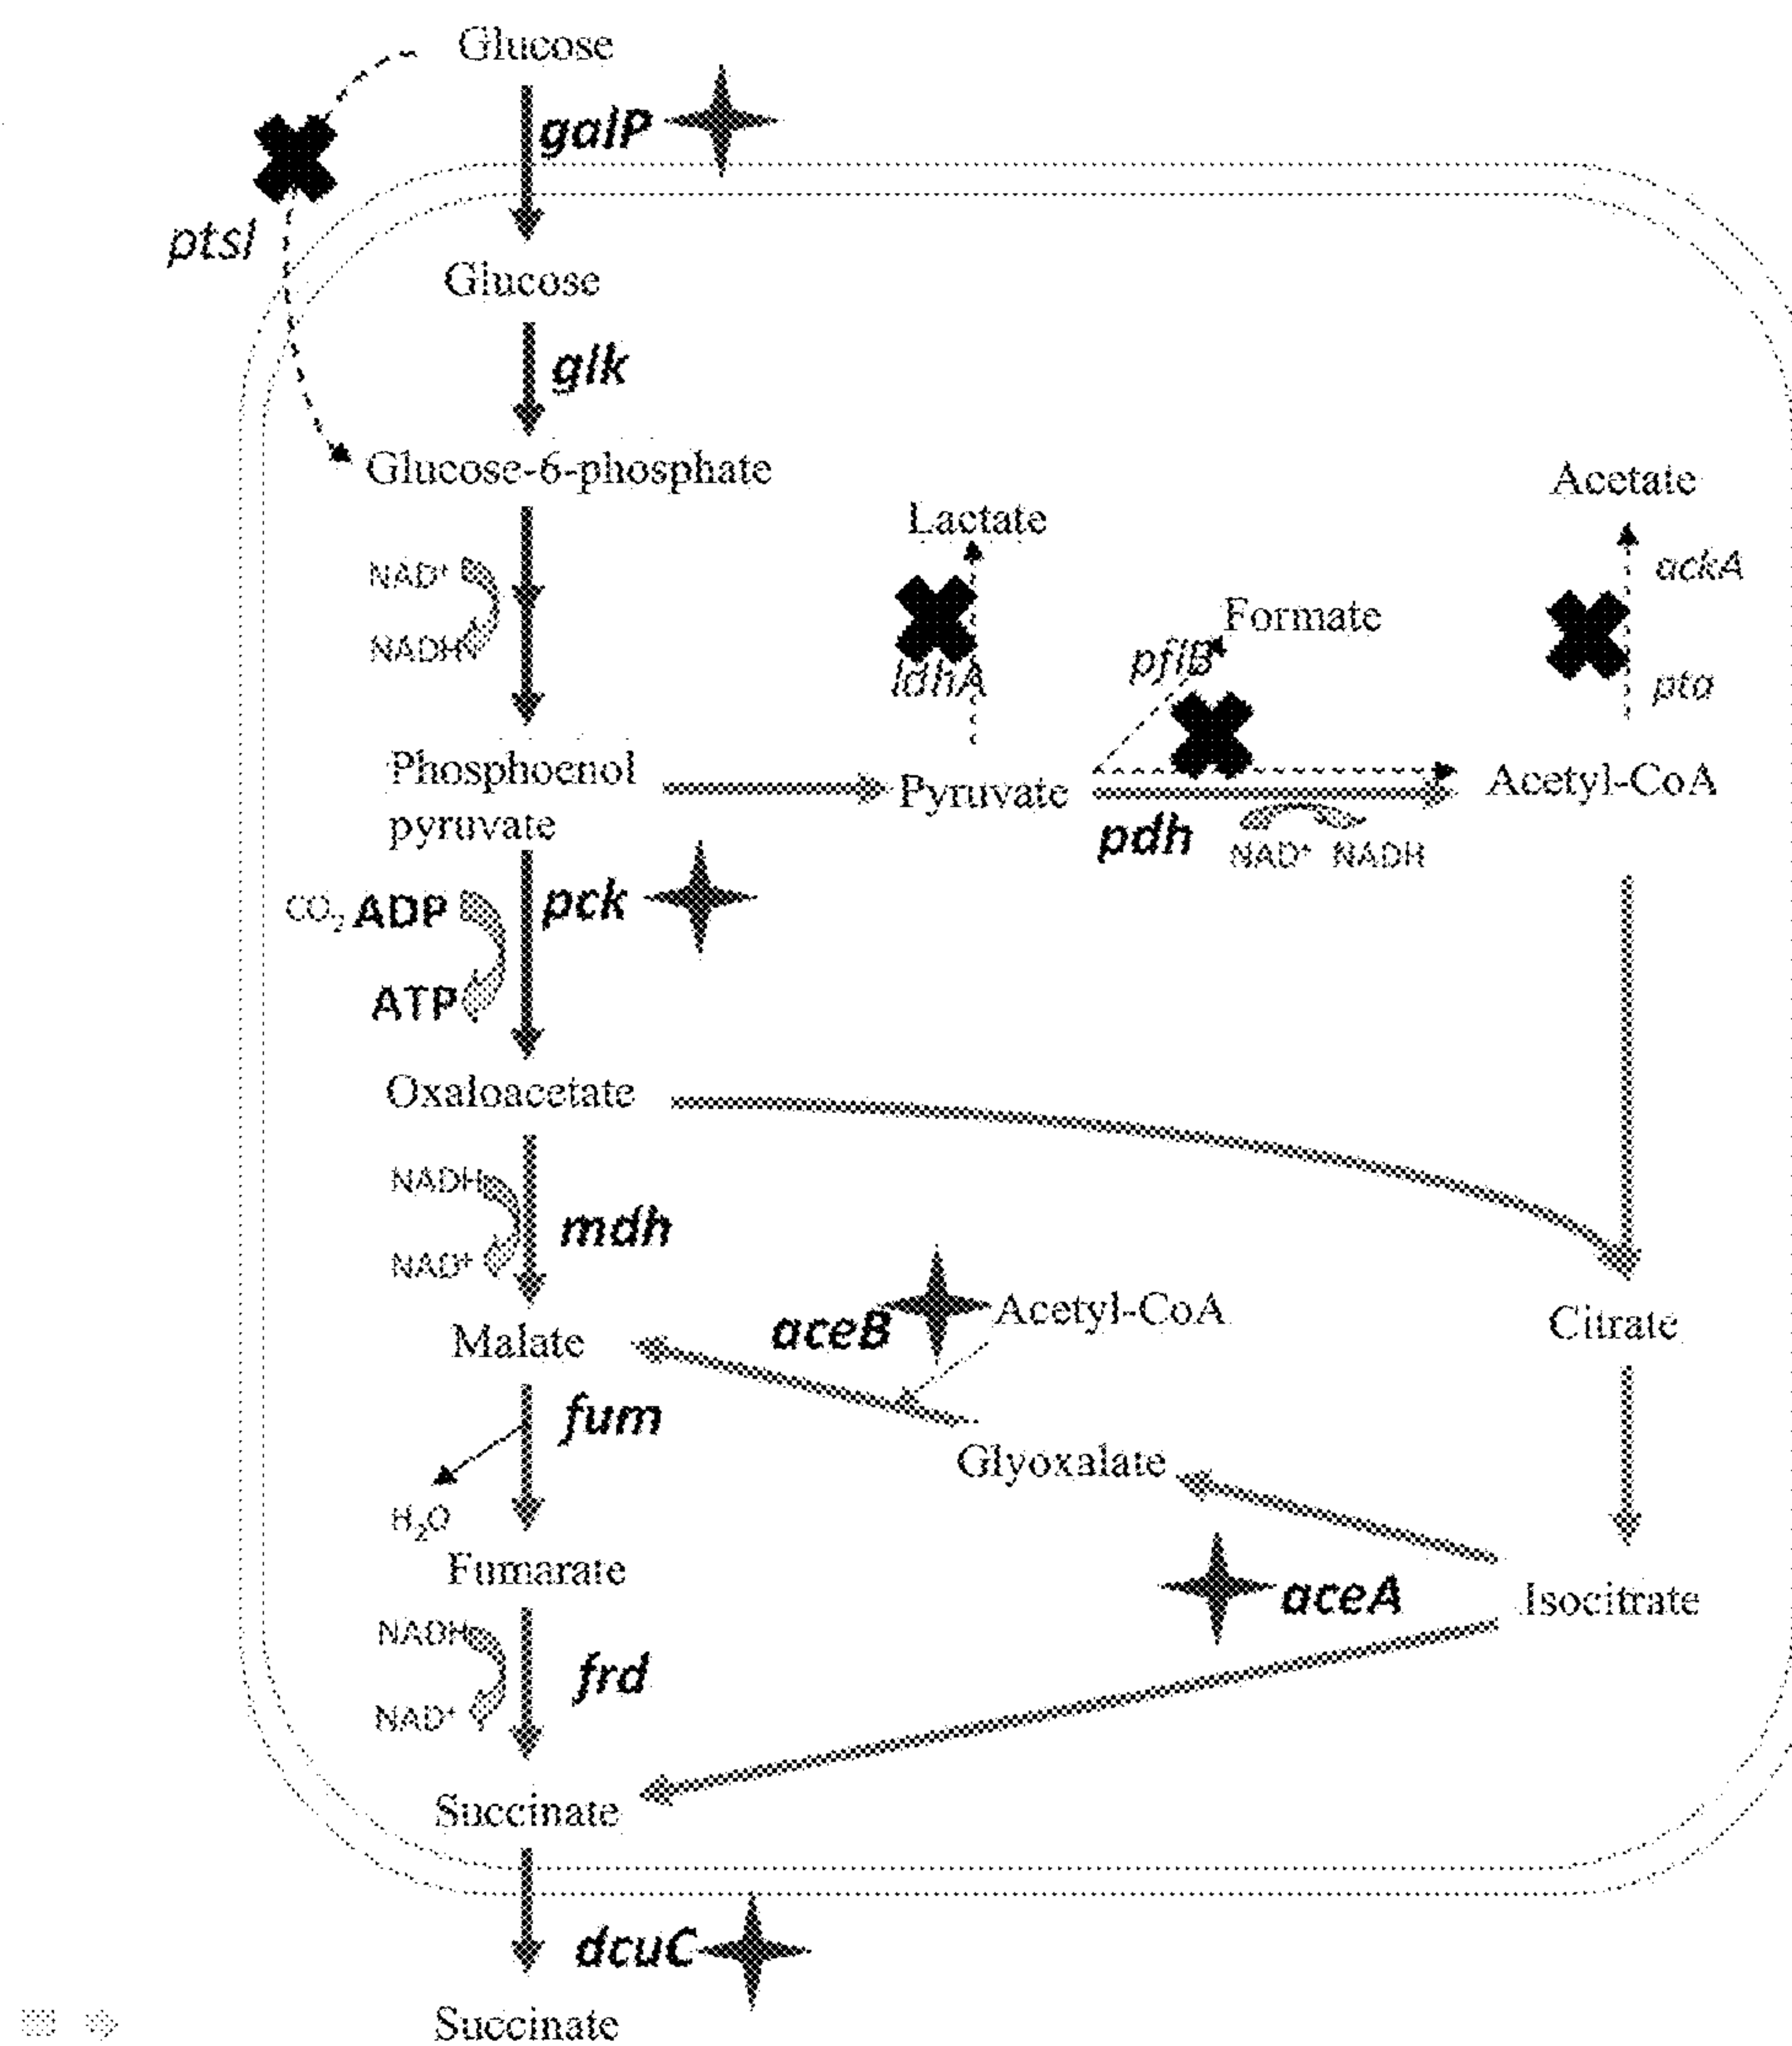 Glucose
galP
ptsI
Glucose
glk
Glucose-6-phosphate
NAD⁺
NADH
Lactate
ldhA
Formate
pflB
Acetate
ackA
pta
Phosphoenol
pyruvate
Pyruvate
Acetyl-CoA
pdh
NAD⁺ NADH
CO₂ ADP
pck
ATP
Oxaloacetate
NADH
mdh
NAD⁺
Malate
aceB
Acetyl-CoA
Citrate
fum
H₂O
Glyoxalate
Fumarate
aceA
Isocitrate
NADH
frd
NAD⁺
Succinate
dcuC
Succinate